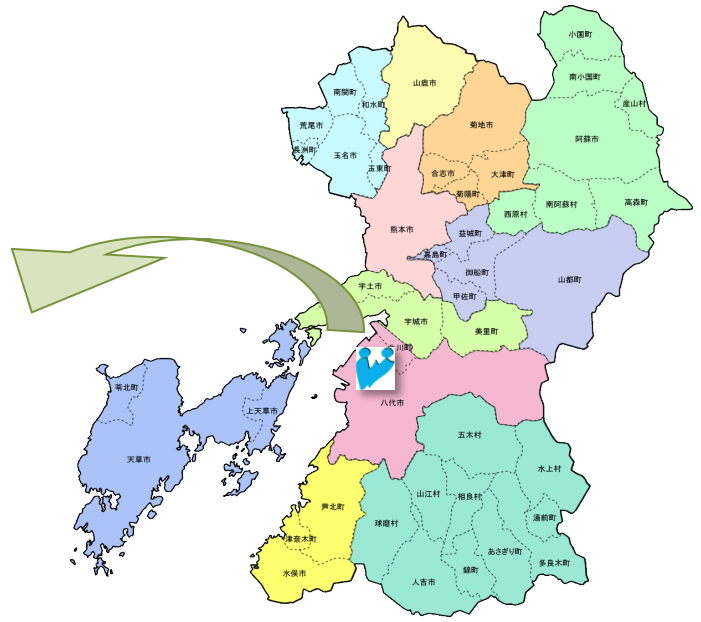 小国町
南小国町
産山村
山鹿市
南関町
和水町
荒尾市
菊池市
阿蘇市
長洲町
玉名市
玉東町
合志市
大津町
菊陽町
西原村
南阿蘇村
高森町
熊本市
益城町
嘉島町
御船町
山都町
甲佐町
宇土市
宇城市
美里町
川町
八代市
苓北町
上天草市
天草市
五木村
水上村
山江村
相良村
芦北町
球磨村
湯前町
津奈木町
あさぎり町
水俣市
人吉市
錦町
多良木町